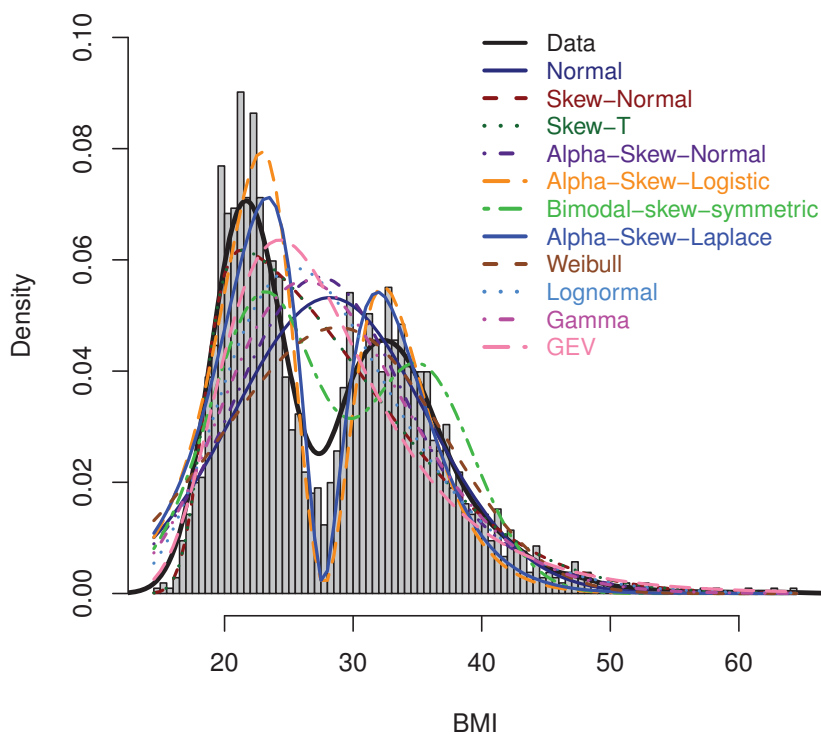 0.10
0.08
0.06
0.04
0.02
0.00
Density
Data
Normal
Skew−Normal
Skew−T
Alpha−Skew−Normal
Alpha−Skew−Logistic
Bimodal−skew−symmetric
Alpha−Skew−Laplace
Weibull
Lognormal
Gamma
GEV
20 30 40 50 60
BMI